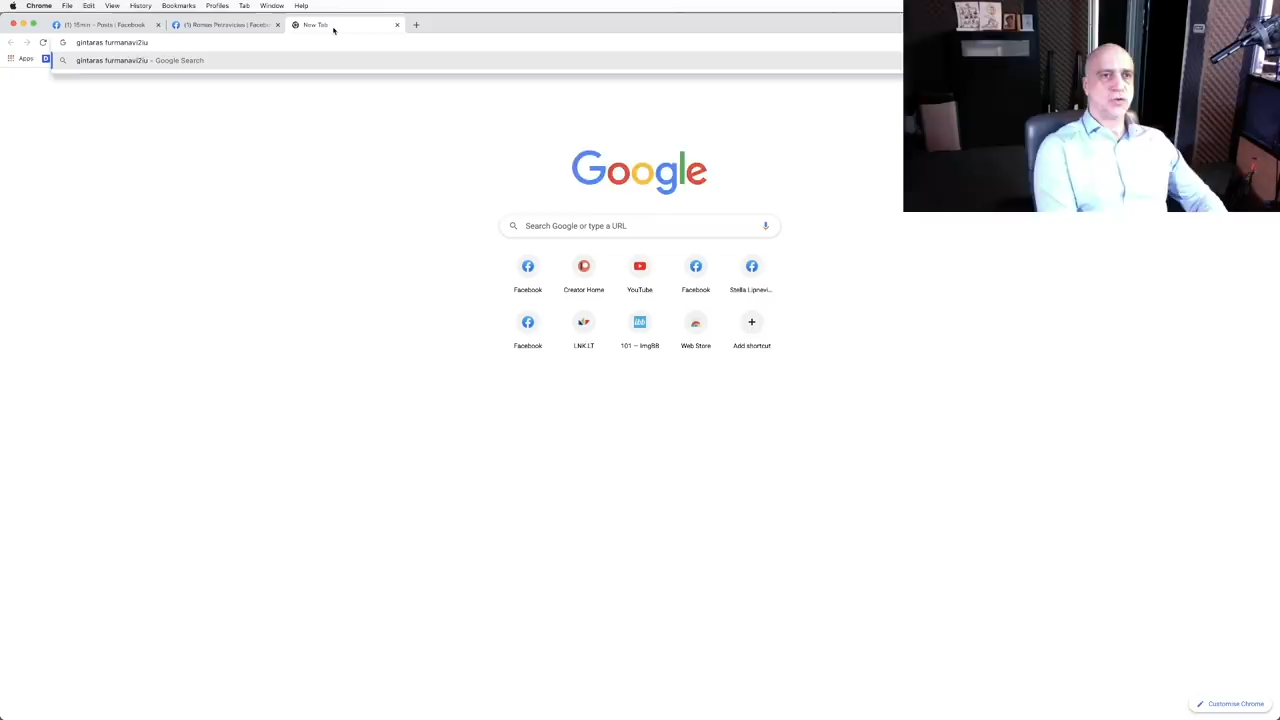 Chrome File Edit View History Bookmarks Profiles Tab Window Help
(1) 15min - Posts | Facebook
(1) Romas Petravicius | Faceb
New Tab
gintaras furmanavi2iu
Apps
gintaras furmanavi2iu - Google Search
Google
Search Google or type a URL
Facebook Creator Home YouTube Facebook Stella Lipnevi...
Facebook LNK.LT 101 — ImgBB Web Store Add shortcut
Customise Chrome